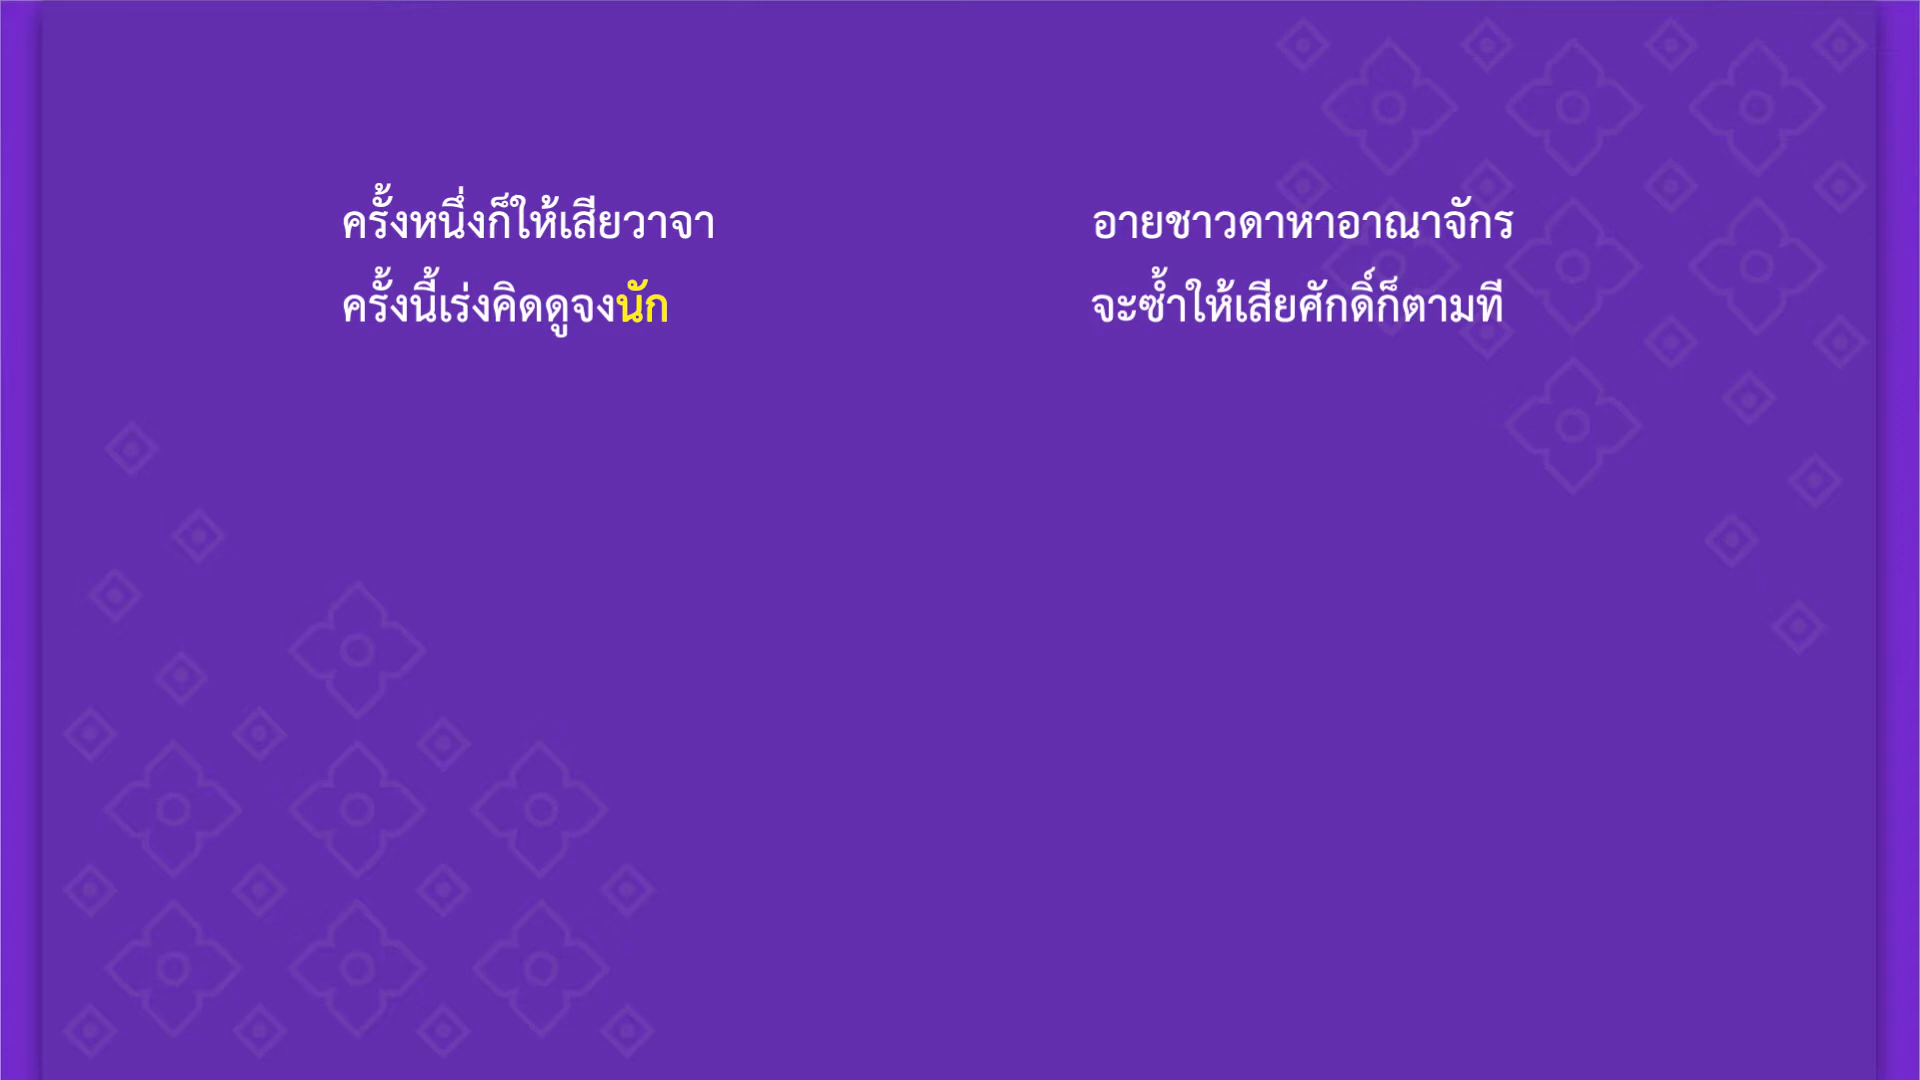 ครั้งหนึ่งก็ให้เสียวาจา อายชาวดาหาอาณาจักร
ครั้งนี้เร่งคิดดูจงนัก จะซ้ำให้เสียศักดิ์ก็ตามที